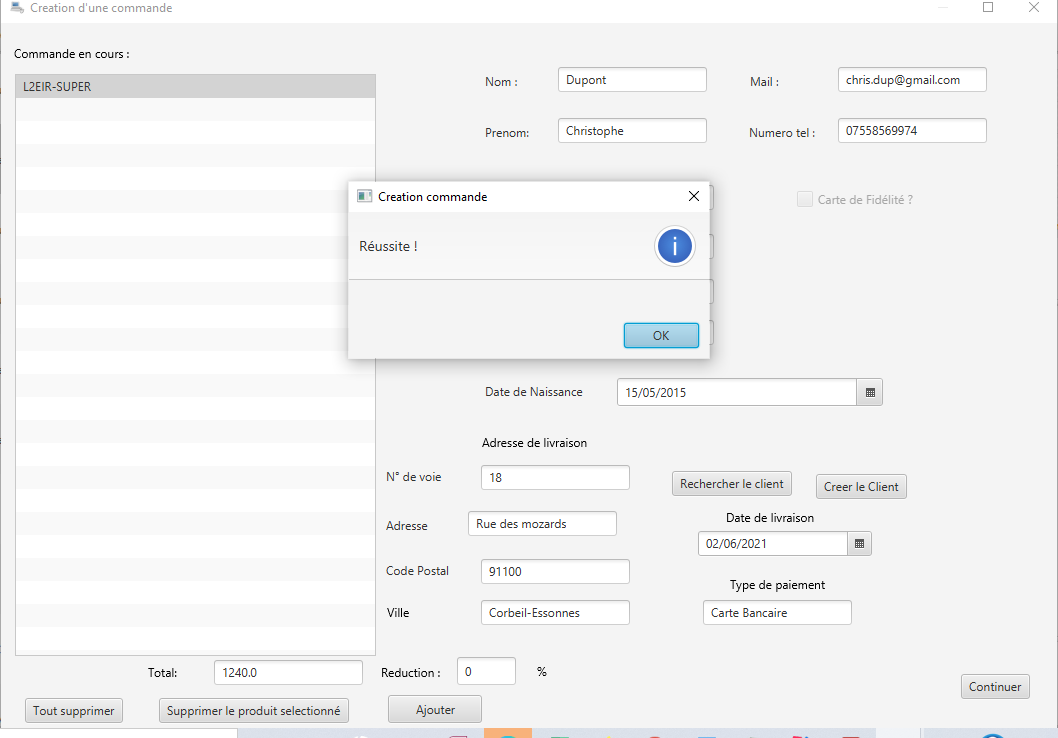 Creation d'une commande
Commande en cours :
L2EIR-SUPER
Nom :
Dupont
Mail :
chris.dup@gmail.com
Prenom:
Christophe
Numero tel :
07558569974
Creation commande
Carte de Fidélité ?
Réussite !
i
OK
Date de Naissance
15/05/2015
Adresse de livraison
N° de voie
18
Rechercher le client
Creer le Client
Adresse
Rue des mozards
Date de livraison
02/06/2021
Code Postal
91100
Type de paiement
Ville
Corbeil-Essonnes
Carte Bancaire
Total:
1240.0
Reduction :
0
%
Continuer
Tout supprimer
Supprimer le produit selectionné
Ajouter